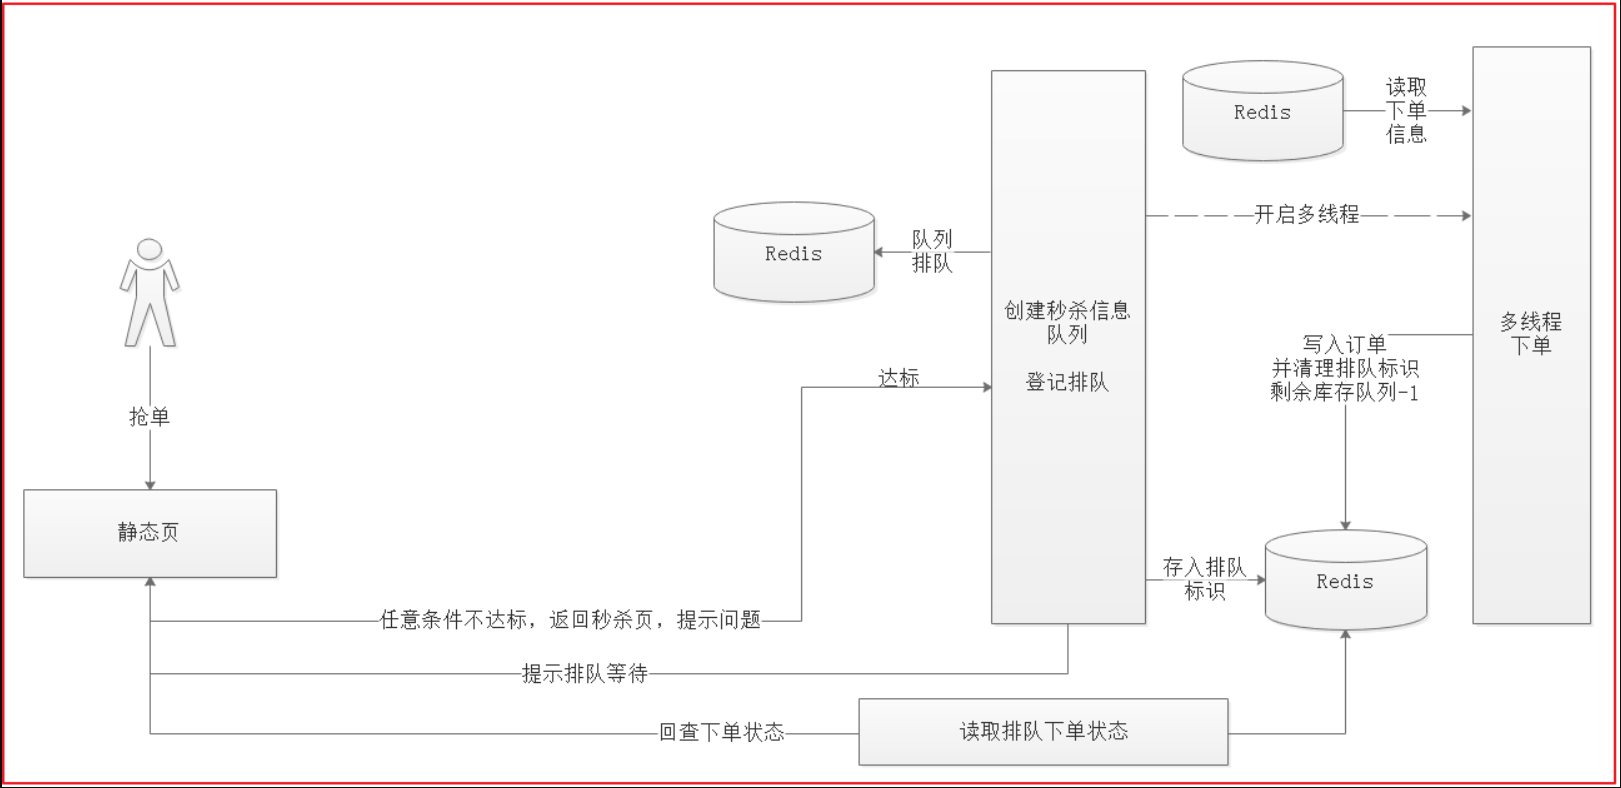 Redis
读取
下单
信息
开启多线程
Redis
队列
排队
创建秒杀信息
队列
登记排队
多线程
下单
写入订单
并清理排队标识
剩余库存队列-1
达标
抢单
静态页
存入排队
标识
Redis
任意条件不达标，返回秒杀页，提示问题
提示排队等待
回查下单状态
读取排队下单状态